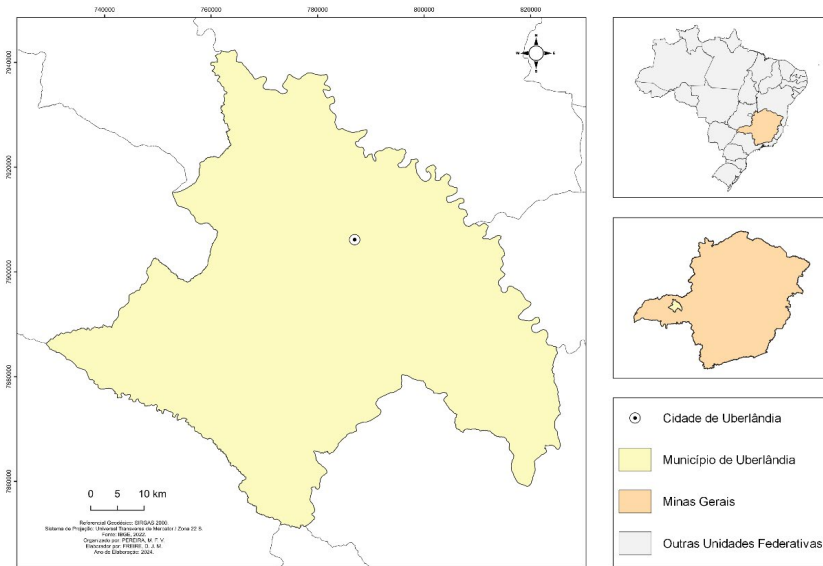 740000 760000 780000 800000 820000
7940000
7920000
7900000
7880000
7860000
N
S
0 5 10 km
Referencial Geodésico: SIRGAS 2000.
Sistema de Projeção: Universal Transverso de Mercator / Zona 22 S.
Fonte: IBGE, 2022.
Organizado por: PEREIRA, M. F. V.
Elaborado por: FREIRE, D. J. M.
Ano de Elaboração: 2024.
Cidade de Uberlândia
Município de Uberlândia
Minas Gerais
Outras Unidades Federativas